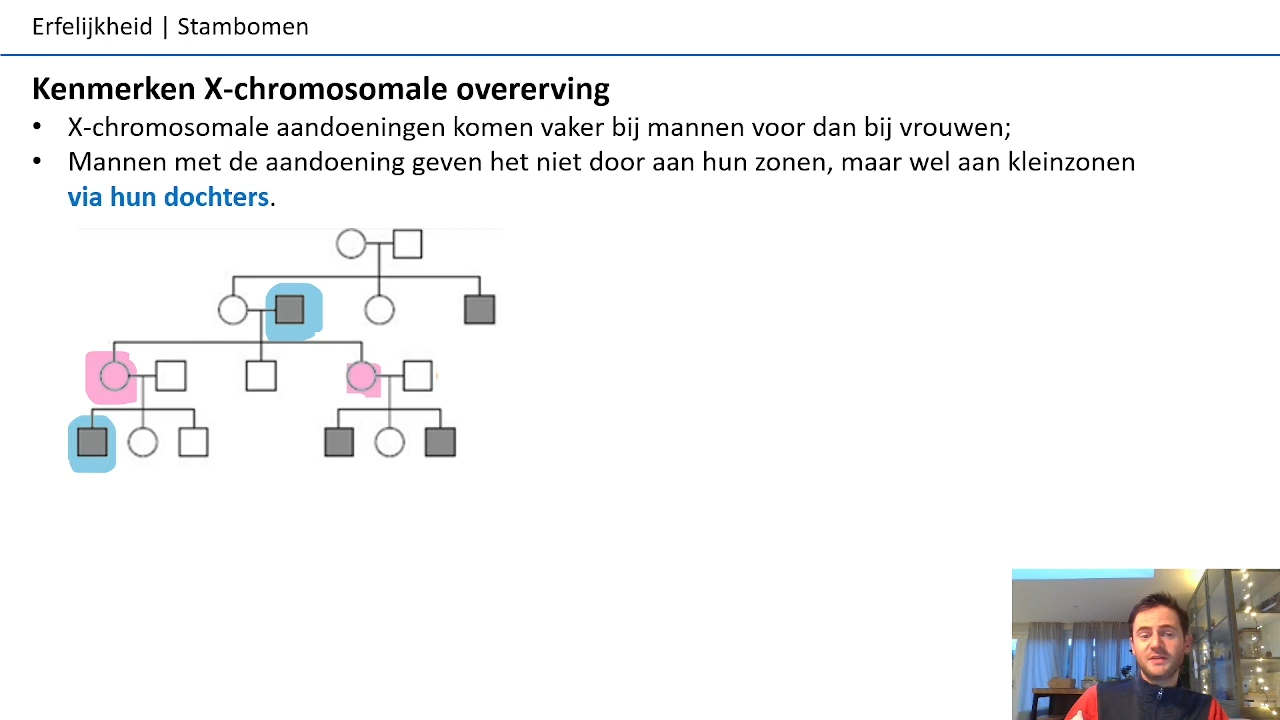 Erfelijkheid | Stambomen
Kenmerken X-chromosomale overerving
• X-chromosomale aandoeningen komen vaker bij mannen voor dan bij vrouwen;
• Mannen met de aandoening geven het niet door aan hun zonen, maar wel aan kleinzonen
via hun dochters.